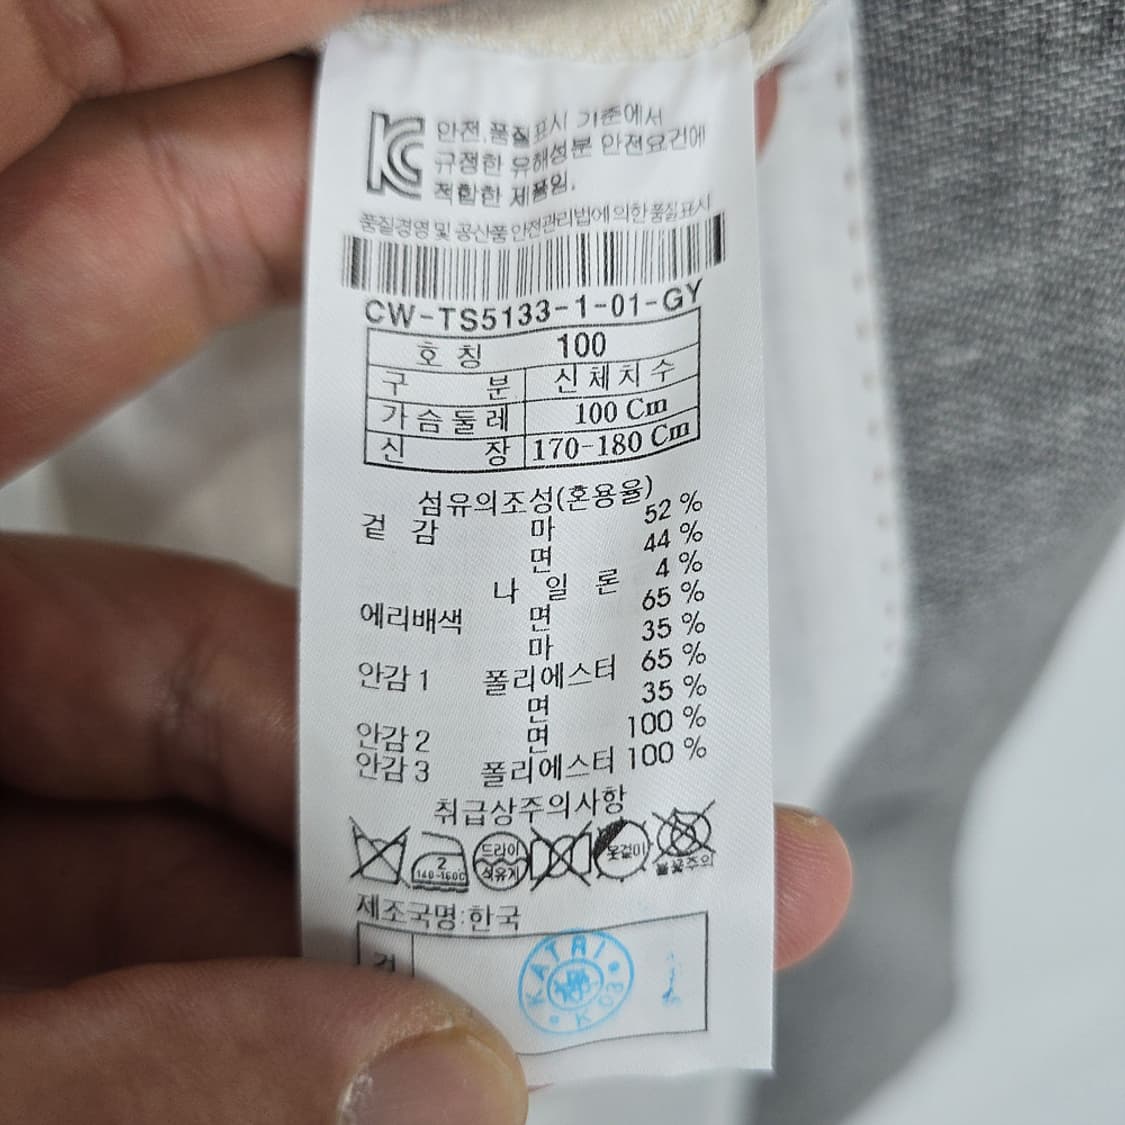 KC 안전.품질표시 기준에서
규정한 유해성분 안전요건에
적합한 제품임.
품질경영 및 공산품 안전관리법에 의한 품질표시
CW-TS5133-1-01-GY
호칭 100
구분 신체치수
가슴둘레 100 Cm
신장 170-180 Cm
섬유의조성(혼용율)
겉감 마 52 %
면 44 %
나일론 4 %
에리배색 면 65 %
마 35 %
안감1 폴리에스터 65 %
면 35 %
안감2 면 100 %
안감3 폴리에스터 100 %
취급상주의사항
2
140-160℃
드라이
석유계
옷걸이
제조국명:한국
KATRI
K 03